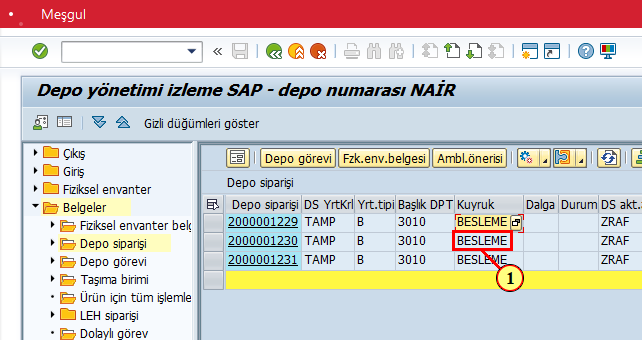 Meşgul
Depo yönetimi izleme SAP - depo numarası NAİR
Gizli düğümleri göster
Çıkış
Giriş
Fiziksel envanter
Belgeler
Fiziksel envanter belg
Depo siparişi
Depo görevi
Taşıma birimi
Ürün için tüm işlemle
LEH siparişi
Dolaylı görev
Depo görevi Fzk.env.belgesi Ambl.önerisi
Depo siparişi
Depo siparişi DS YrtKrl Yrt.tipi Başlık DPT Kuyruk Dalga Durum DS akt.
2000001229 TAMP B 3010 BESLEME ZRAF
2000001230 TAMP B 3010 BESLEME ZRAF
2000001231 TAMP B 3010 BESLEME ZRAF
1